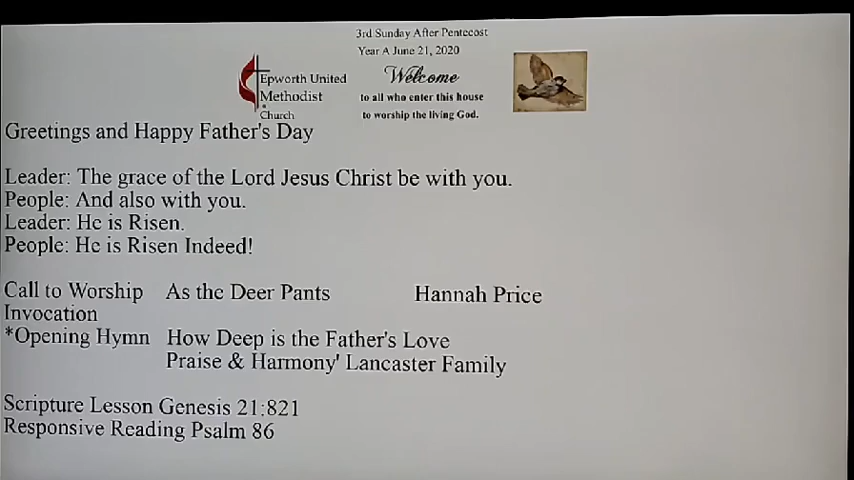 3rd Sunday After Pentecost
Year A June 21, 2020
Epworth United
Methodist
Church
Welcome
to all who enter this house
to worship the living God.
Greetings and Happy Father's Day
Leader: The grace of the Lord Jesus Christ be with you.
People: And also with you.
Leader: He is Risen.
People: He is Risen Indeed!
Call to Worship As the Deer Pants Hannah Price
Invocation
*Opening Hymn How Deep is the Father's Love
Praise & Harmony' Lancaster Family
Scripture Lesson Genesis 21:821
Responsive Reading Psalm 86